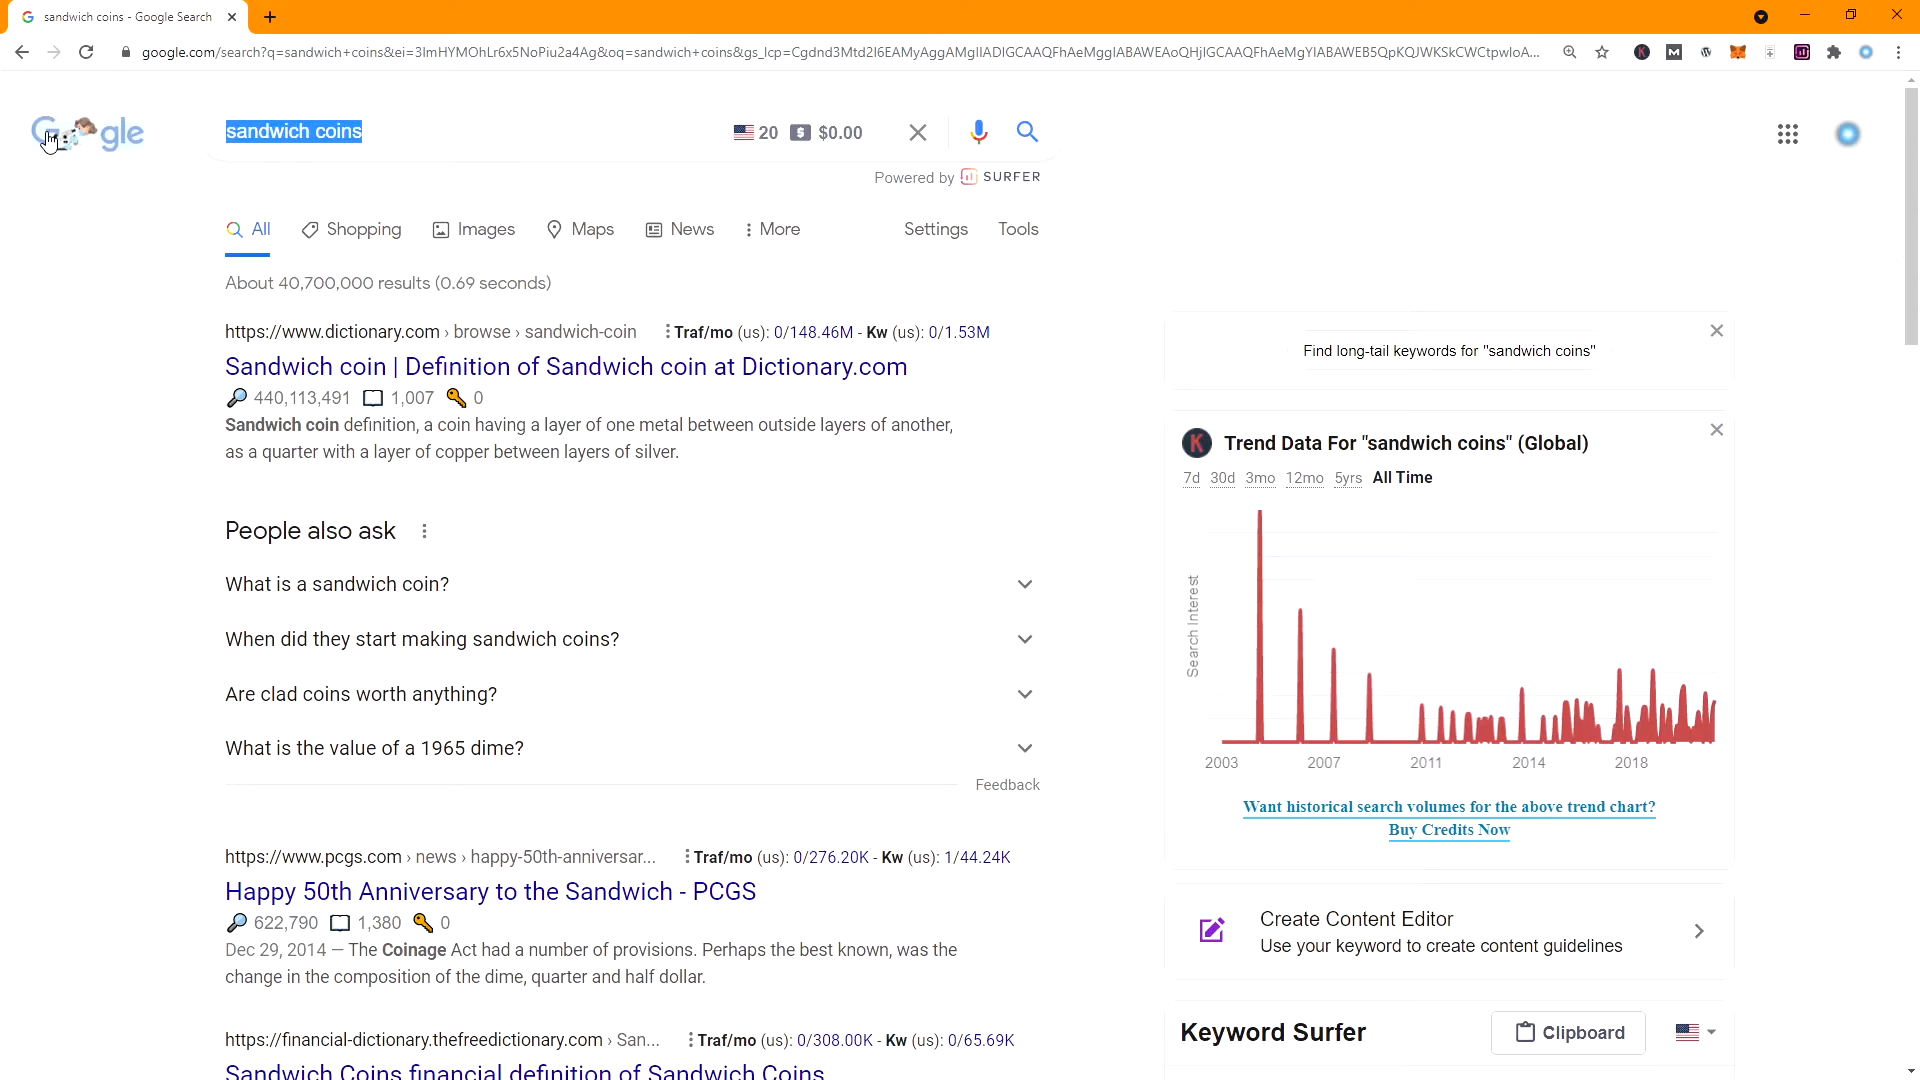 sandwich coins - Google Search
google.com/search?q=sandwich+coins&ei=3ImHYMOhLr6x5NoPiu2a4Ag&oq=sandwich+coins&gs_lcp=Cgdnd3Mtd2l6EAMyAggAMgIIADIGCAAQFhAeMggIABAWEAoQHjIGCAAQFhAeMgYIABAWEB5QpKQJWKSkCWCtpwloA...
gle
sandwich coins
20 $0.00
Powered by SURFER
All Shopping Images Maps News More Settings Tools
About 40,700,000 results (0.69 seconds)
https://www.dictionary.com › browse › sandwich-coin Traf/mo (us): 0/148.46M - Kw (us): 0/1.53M
Sandwich coin | Definition of Sandwich coin at Dictionary.com
440,113,491 1,007 0
Sandwich coin definition, a coin having a layer of one metal between outside layers of another,
as a quarter with a layer of copper between layers of silver.
People also ask
What is a sandwich coin?
When did they start making sandwich coins?
Are clad coins worth anything?
What is the value of a 1965 dime?
Feedback
https://www.pcgs.com › news › happy-50th-anniversar... Traf/mo (us): 0/276.20K - Kw (us): 1/44.24K
Happy 50th Anniversary to the Sandwich - PCGS
622,790 1,380 0
Dec 29, 2014 — The Coinage Act had a number of provisions. Perhaps the best known, was the
change in the composition of the dime, quarter and half dollar.
https://financial-dictionary.thefreedictionary.com › San... Traf/mo (us): 0/308.00K - Kw (us): 0/65.69K
Sandwich Coins financial definition of Sandwich Coins
Find long-tail keywords for "sandwich coins"
K Trend Data For "sandwich coins" (Global)
7d 30d 3mo 12mo 5yrs All Time
Search Interest
2003 2007 2011 2014 2018
Want historical search volumes for the above trend chart?
Buy Credits Now
Create Content Editor
Use your keyword to create content guidelines
Keyword Surfer Clipboard